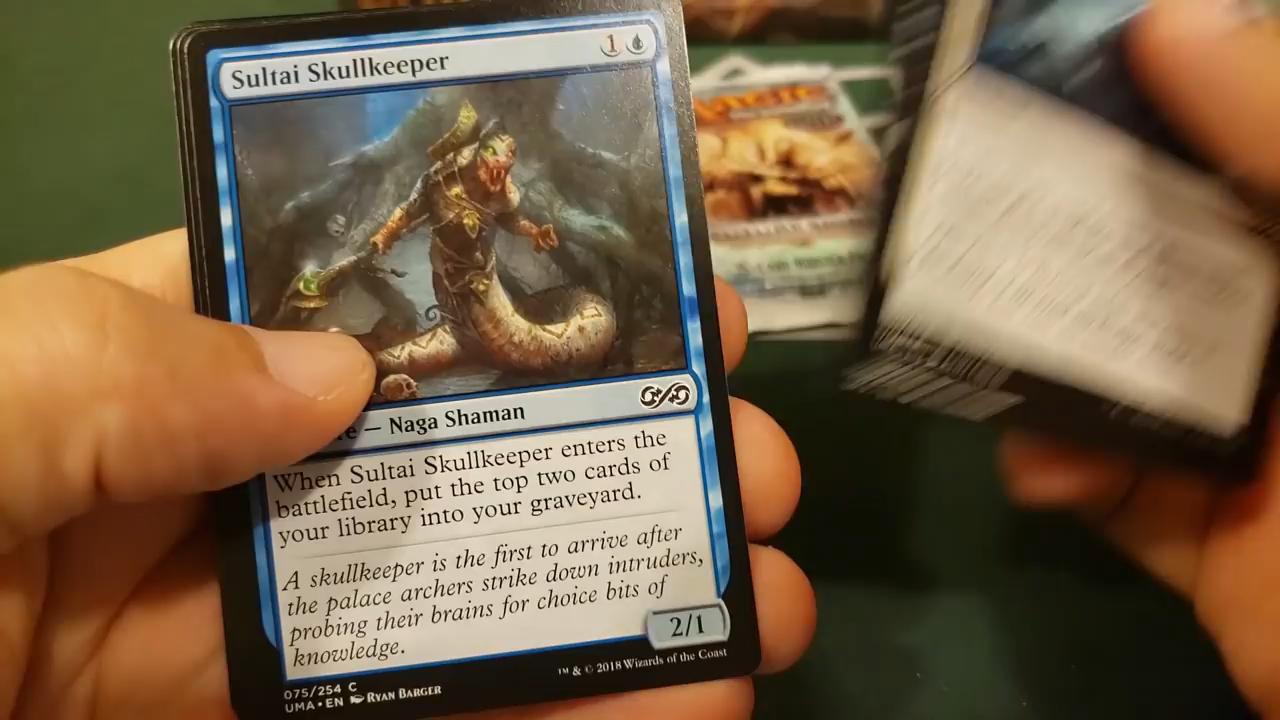 Sultai Skullkeeper 1
re — Naga Shaman
When Sultai Skullkeeper enters the
battlefield, put the top two cards of
your library into your graveyard.
A skullkeeper is the first to arrive after
the palace archers strike down intruders,
probing their brains for choice bits of
knowledge.
2/1
075/254 C
UMA • EN RYAN BARGER
™ & © 2018 Wizards of the Coast